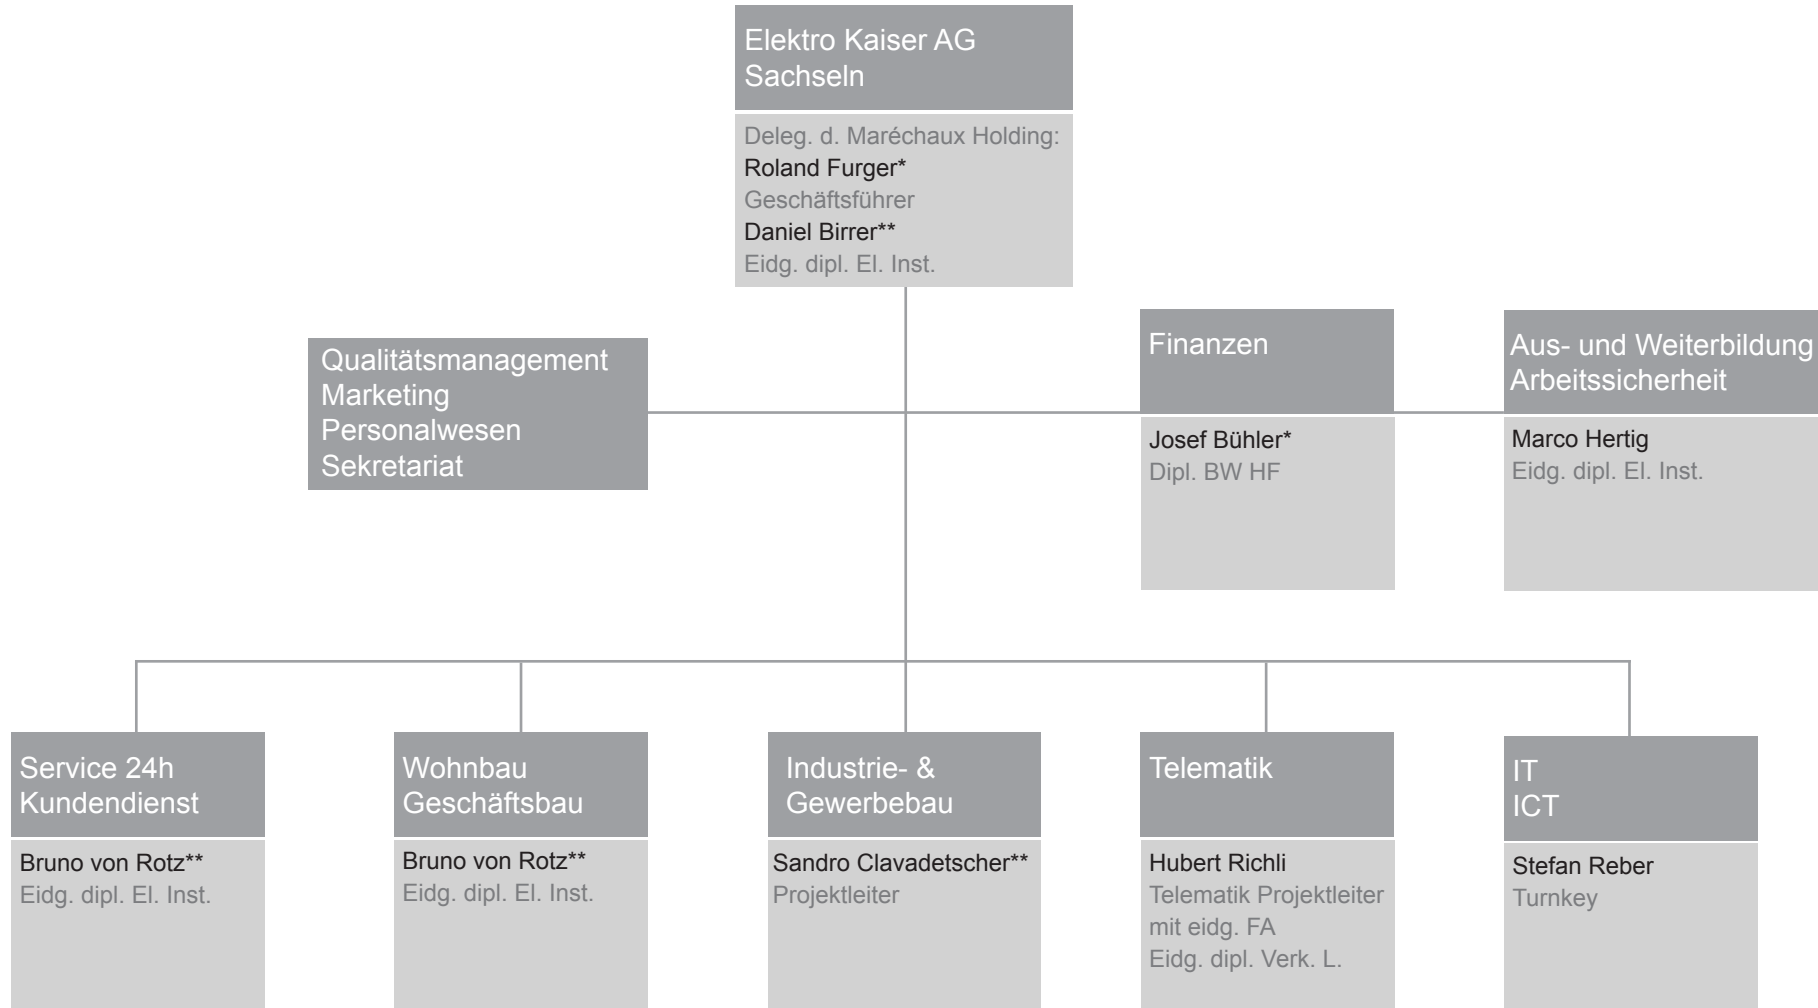 Elektro Kaiser AG
Sachseln
Deleg. d. Maréchaux Holding:
Roland Furger*
Geschäftsführer
Daniel Birrer**
Eidg. dipl. El. Inst.
Qualitätsmanagement
Marketing
Personalwesen
Sekretariat
Finanzen
Josef Bühler*
Dipl. BW HF
Aus- und Weiterbildung
Arbeitssicherheit
Marco Hertig
Eidg. dipl. El. Inst.
Service 24h
Kundendienst
Bruno von Rotz**
Eidg. dipl. El. Inst.
Wohnbau
Geschäftsbau
Bruno von Rotz**
Eidg. dipl. El. Inst.
Industrie- &
Gewerbebau
Sandro Clavadetscher**
Projektleiter
Telematik
Hubert Richli
Telematik Projektleiter
mit eidg. FA
Eidg. dipl. Verk. L.
IT
ICT
Stefan Reber
Turnkey